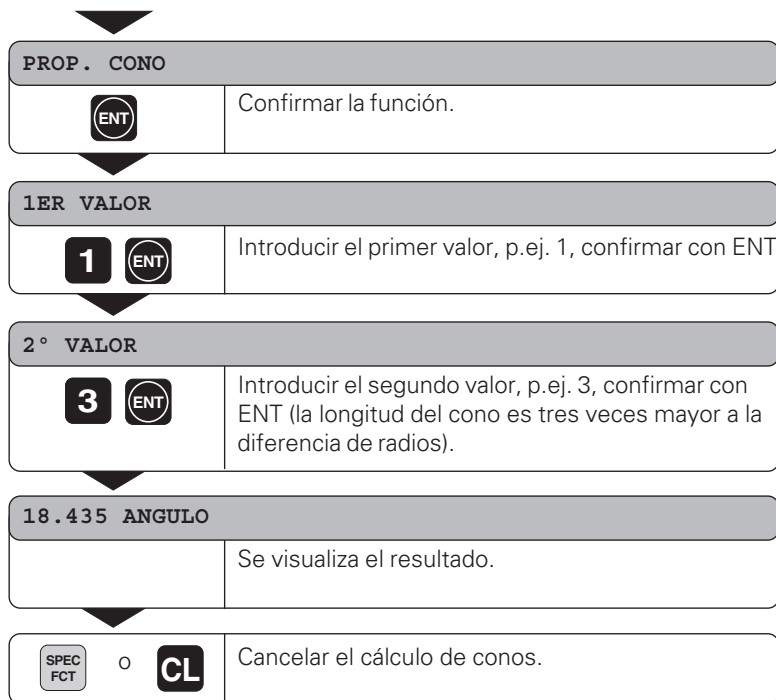 PROP. CONO
ENT
Confirmar la función.
1ER VALOR
1 ENT
Introducir el primer valor, p.ej. 1, confirmar con ENT
2° VALOR
3 ENT
Introducir el segundo valor, p.ej. 3, confirmar con
ENT (la longitud del cono es tres veces mayor a la
diferencia de radios).
18.435 ANGULO
Se visualiza el resultado.
SPEC
FCT
o CL
Cancelar el cálculo de conos.